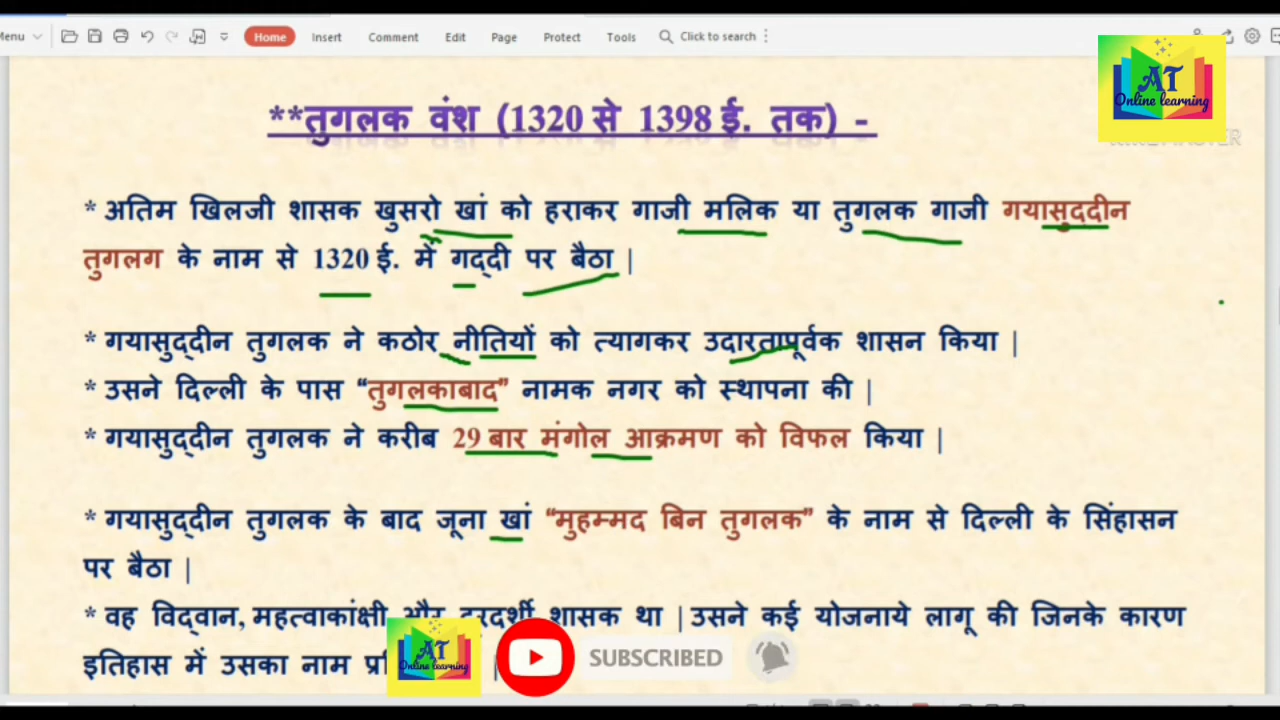 Menu
Home Insert Comment Edit Page Protect Tools Click to search
AT
Online learning
**तुगलक वंश (1320 से 1398 ई. तक) -
* अतिम खिलजी शासक खुसरो खां को हराकर गाजी मलिक या तुगलक गाजी गयासुददीन
तुगलग के नाम से 1320 ई. में गद्दी पर बैठा |
* गयासुद्दीन तुगलक ने कठोर नीतियों को त्यागकर उदारतापूर्वक शासन किया |
* उसने दिल्ली के पास “तुगलकाबाद” नामक नगर को स्थापना की |
* गयासुद्दीन तुगलक ने करीब 29 बार मंगोल आक्रमण को विफल किया |
* गयासुद्दीन तुगलक के बाद जूना खां “मुहम्मद बिन तुगलक” के नाम से दिल्ली के सिंहासन
पर बैठा |
* वह विद्वान, महत्वाकांक्षी और दूरदर्शी शासक था | उसने कई योजनाये लागू की जिनके कारण
इतिहास में उसका नाम |
AT
Online learning
SUBSCRIBED